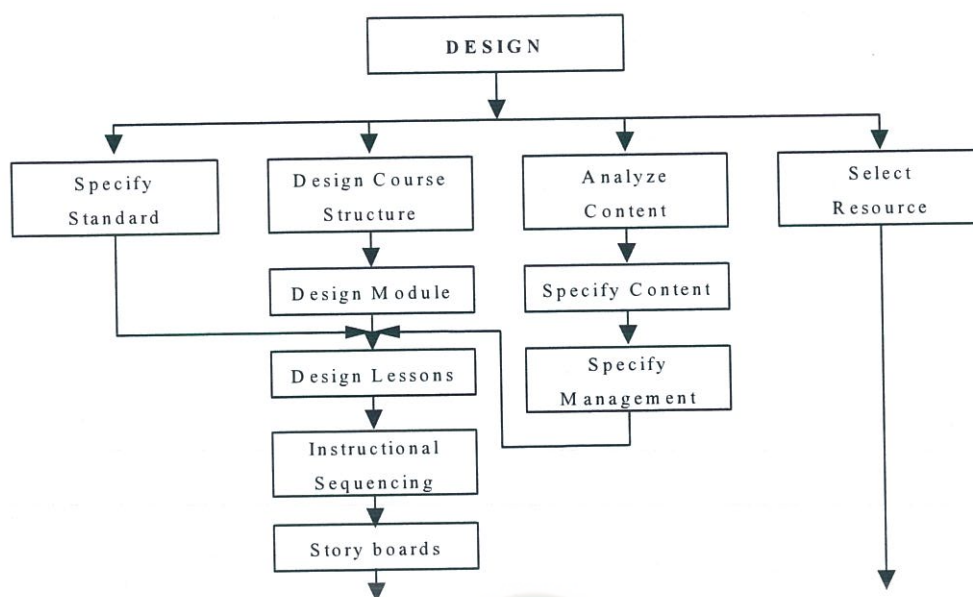 DESIGN
Specify
Standard
Design Course
Structure
Analyze
Content
Select
Resource
Design Module
Specify Content
Design Lessons
Specify
Management
Instructional
Sequencing
Story boards